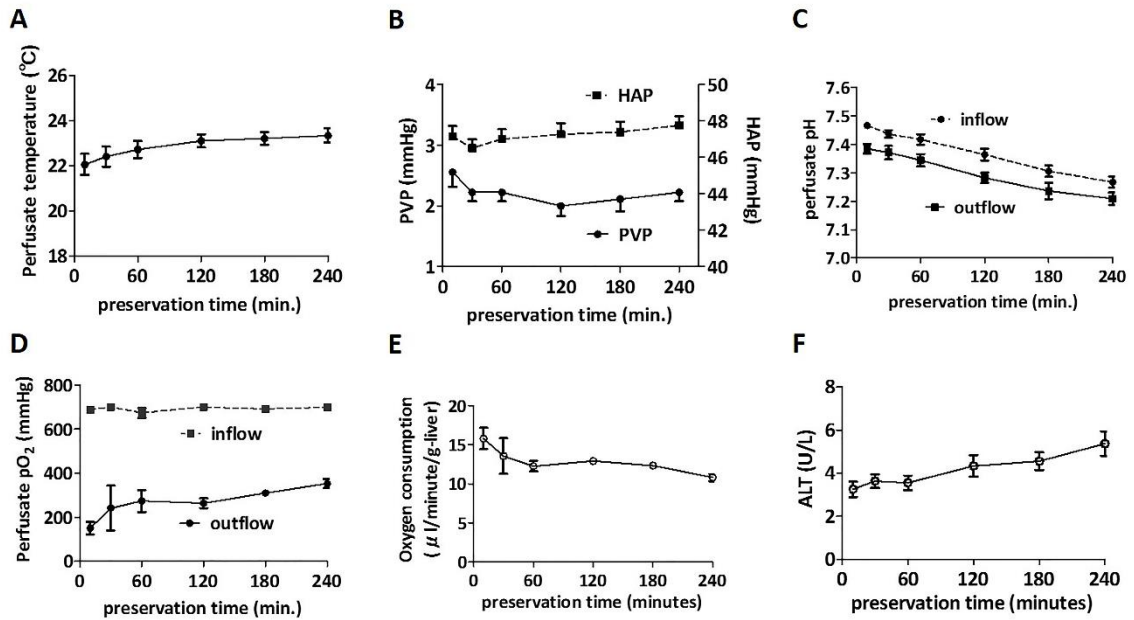 A
Perfusate temperature (°C)
26
24
22
20
18
0 60 120 180 240
preservation time (min.)
B
PVP (mmHg)
4
3
2
1
HAP
PVP
50
48
46
44
42
40
HAP (mmHg)
0 60 120 180 240
preservation time (min.)
C
perfusate pH
7.6
7.5
7.4
7.3
7.2
7.1
7.0
inflow
outflow
0 60 120 180 240
preservation time (min.)
D
Perfusate pO2 (mmHg)
800
600
400
200
0
inflow
outflow
0 60 120 180 240
preservation time (min.)
E
Oxygen consumption
( μl/minute/g-liver)
20
15
10
5
0
0 60 120 180 240
preservation time (minutes)
F
ALT (U/L)
8
6
4
2
0
0 60 120 180 240
preservation time (minutes)